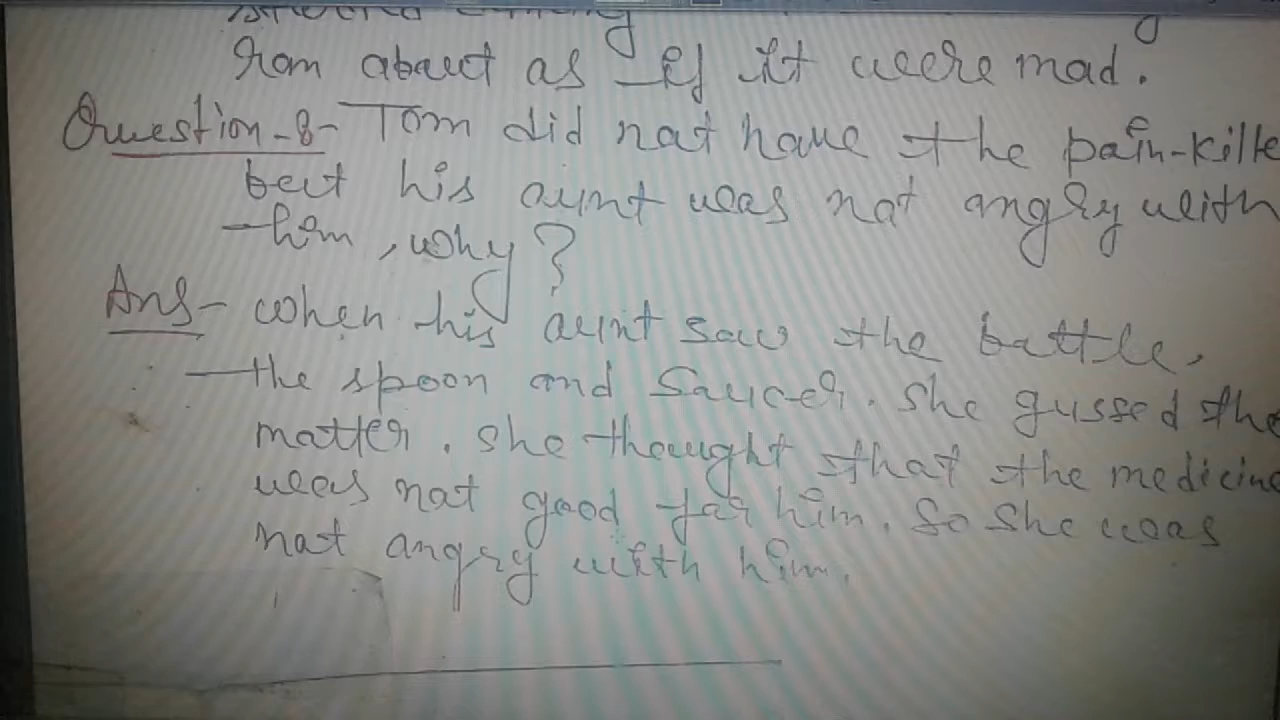 from about as if it were mad.
Question-8- Tom did not have the pain-kille
but his aunt was not angry with
him, why?
Ans- When his aunt saw the bottle,
the spoon and Saucer. She gussed the
matter. She thought that the medicine
was not good for him. So She was
not angry with him.